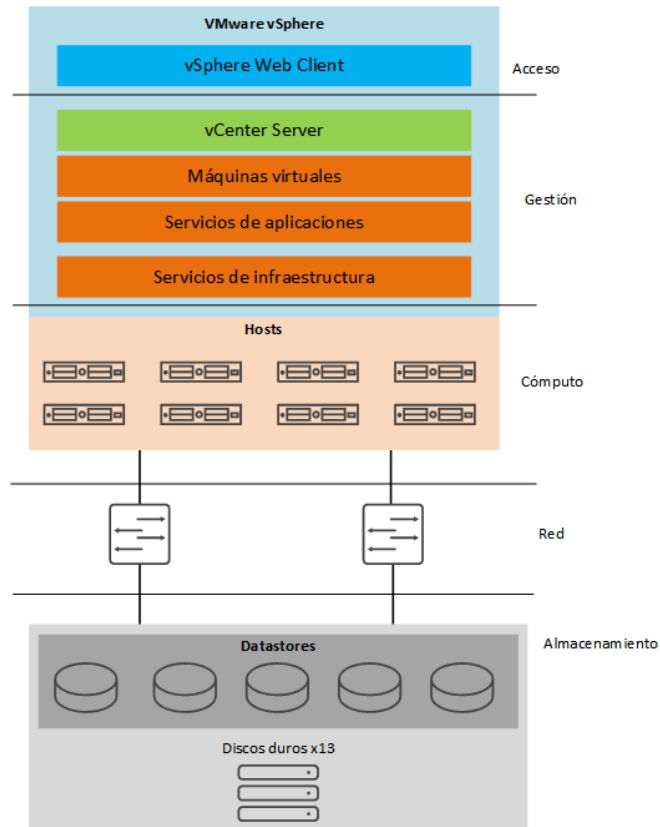 VMware vSphere
vSphere Web Client
Acceso
vCenter Server
Máquinas virtuales
Servicios de aplicaciones
Servicios de infraestructura
Gestión
Hosts
Cómputo
Red
Almacenamiento
Datastores
Discos duros x13